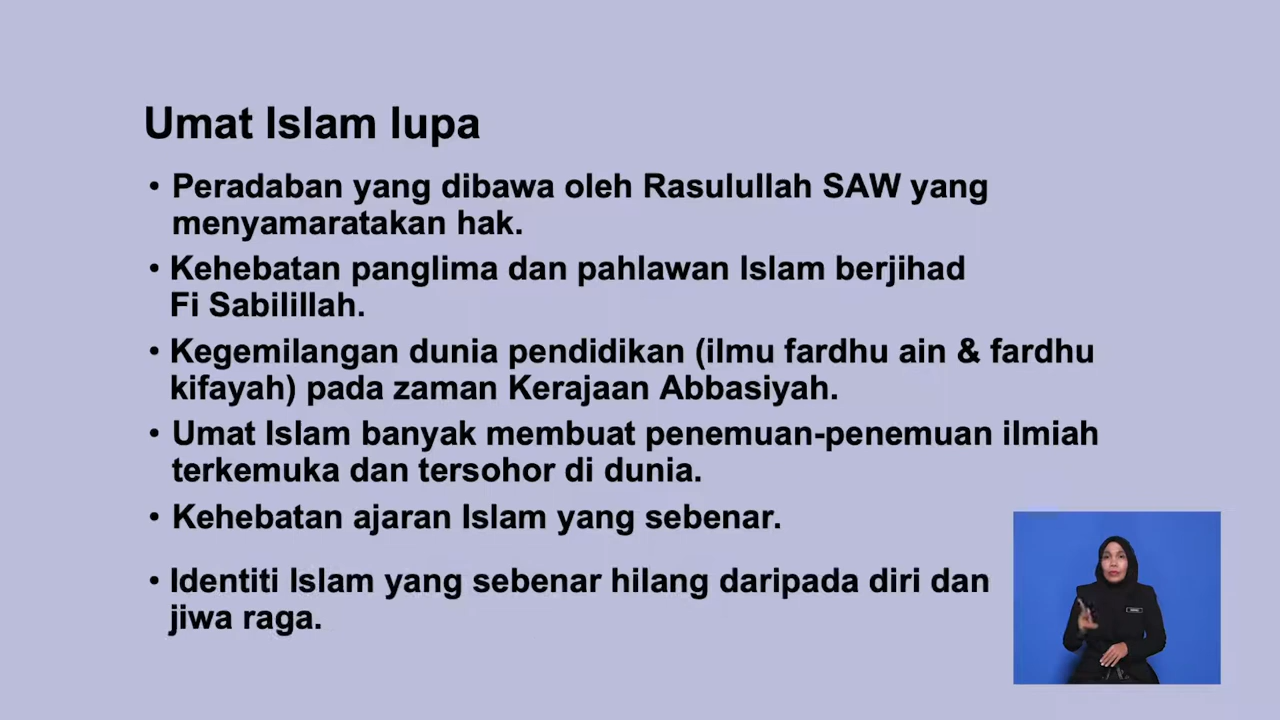 Umat Islam lupa
• Peradaban yang dibawa oleh Rasulullah SAW yang
menyamaratakan hak.
• Kehebatan panglima dan pahlawan Islam berjihad
Fi Sabilillah.
• Kegemilangan dunia pendidikan (ilmu fardhu ain & fardhu
kifayah) pada zaman Kerajaan Abbasiyah.
• Umat Islam banyak membuat penemuan-penemuan ilmiah
terkemuka dan tersohor di dunia.
• Kehebatan ajaran Islam yang sebenar.
• Identiti Islam yang sebenar hilang daripada diri dan
jiwa raga.